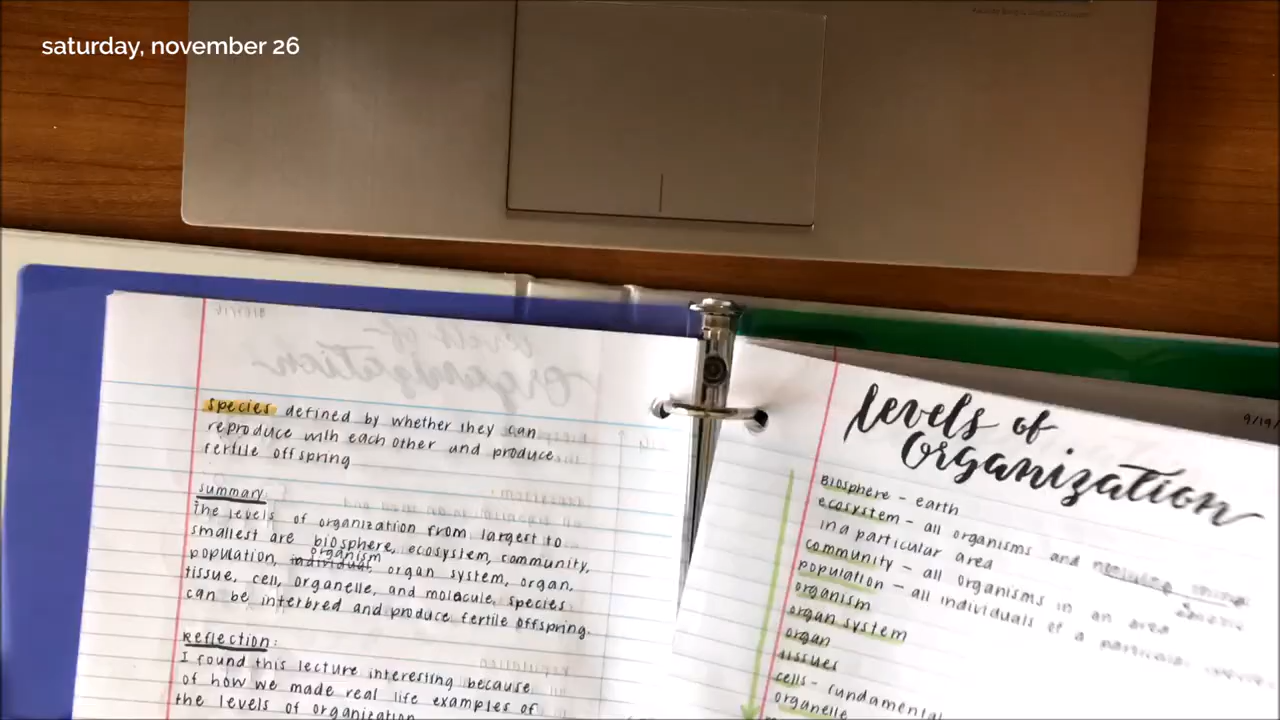 saturday, november 26
species defined by whether they can
reproduce with each other and produce
fertile offspring
summary:
The levels of organization from largest to
smallest are biosphere, ecosystem, community,
population, individual organism organ system, organ,
tissue, cell, organelle, and molecule, species
can be interbred and produce fertile offspring.
Reflection:
I found this lecture interesting because
of how we made real life examples of
the levels of organization
levels of
Organization
9/19/
Biosphere - earth
ecosystem - all organisms and
in a particular area
community - all organisms in an area
population - all individuals of a particular
organism
organ system
organ
tissues
cells - fundamental
organelle